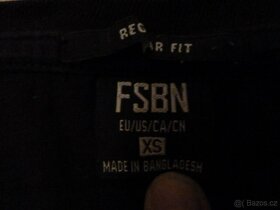 REG
AR FIT
FSBN
EU/US/CA/CN
XS
MADE IN BANGLADESH
Bazos.cz